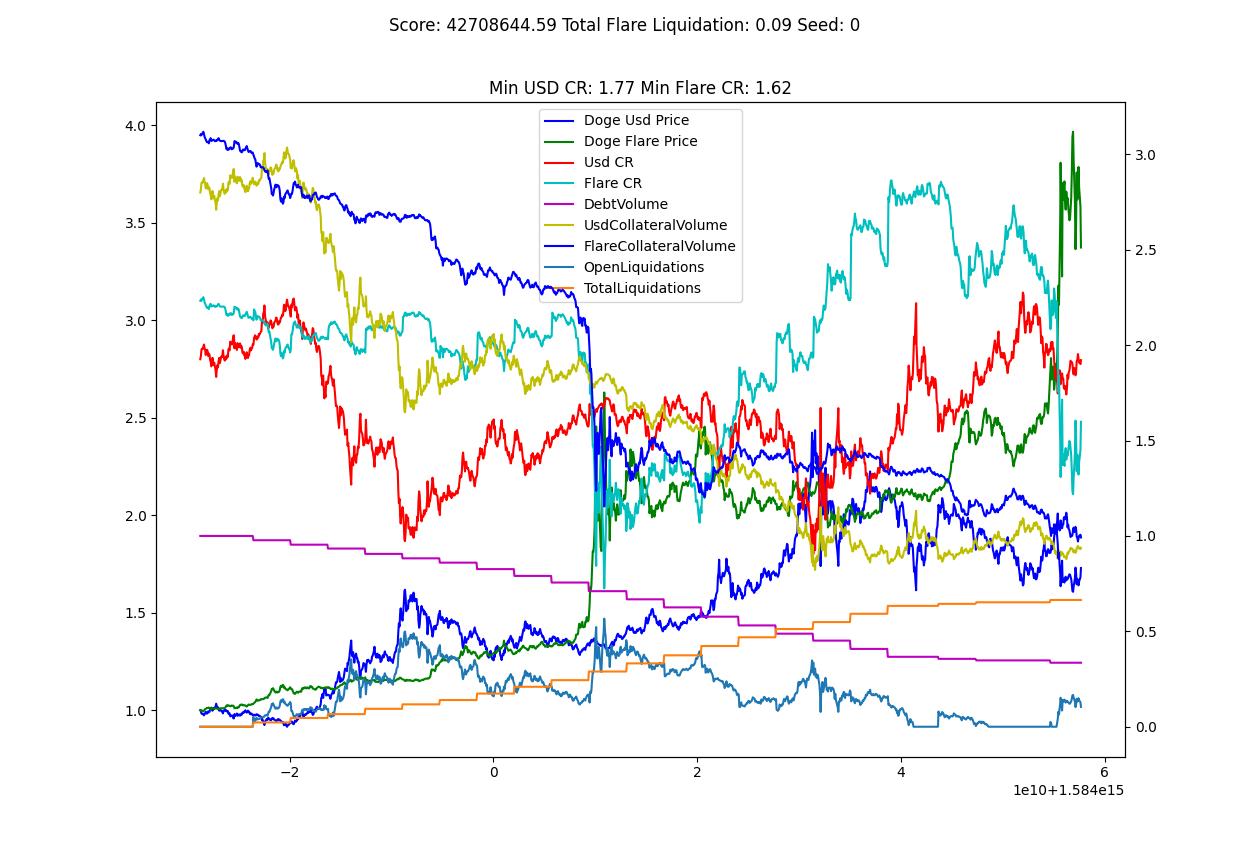 Score: 42708644.59 Total Flare Liquidation: 0.09 Seed: 0
Min USD CR: 1.77 Min Flare CR: 1.62
Doge Usd Price
Doge Flare Price
Usd CR
Flare CR
DebtVolume
UsdCollateralVolume
FlareCollateralVolume
OpenLiquidations
TotalLiquidations
4.0
3.5
3.0
2.5
2.0
1.5
1.0
3.0
2.5
2.0
1.5
1.0
0.5
0.0
−2
0
2
4
6
1e10+1.584e15